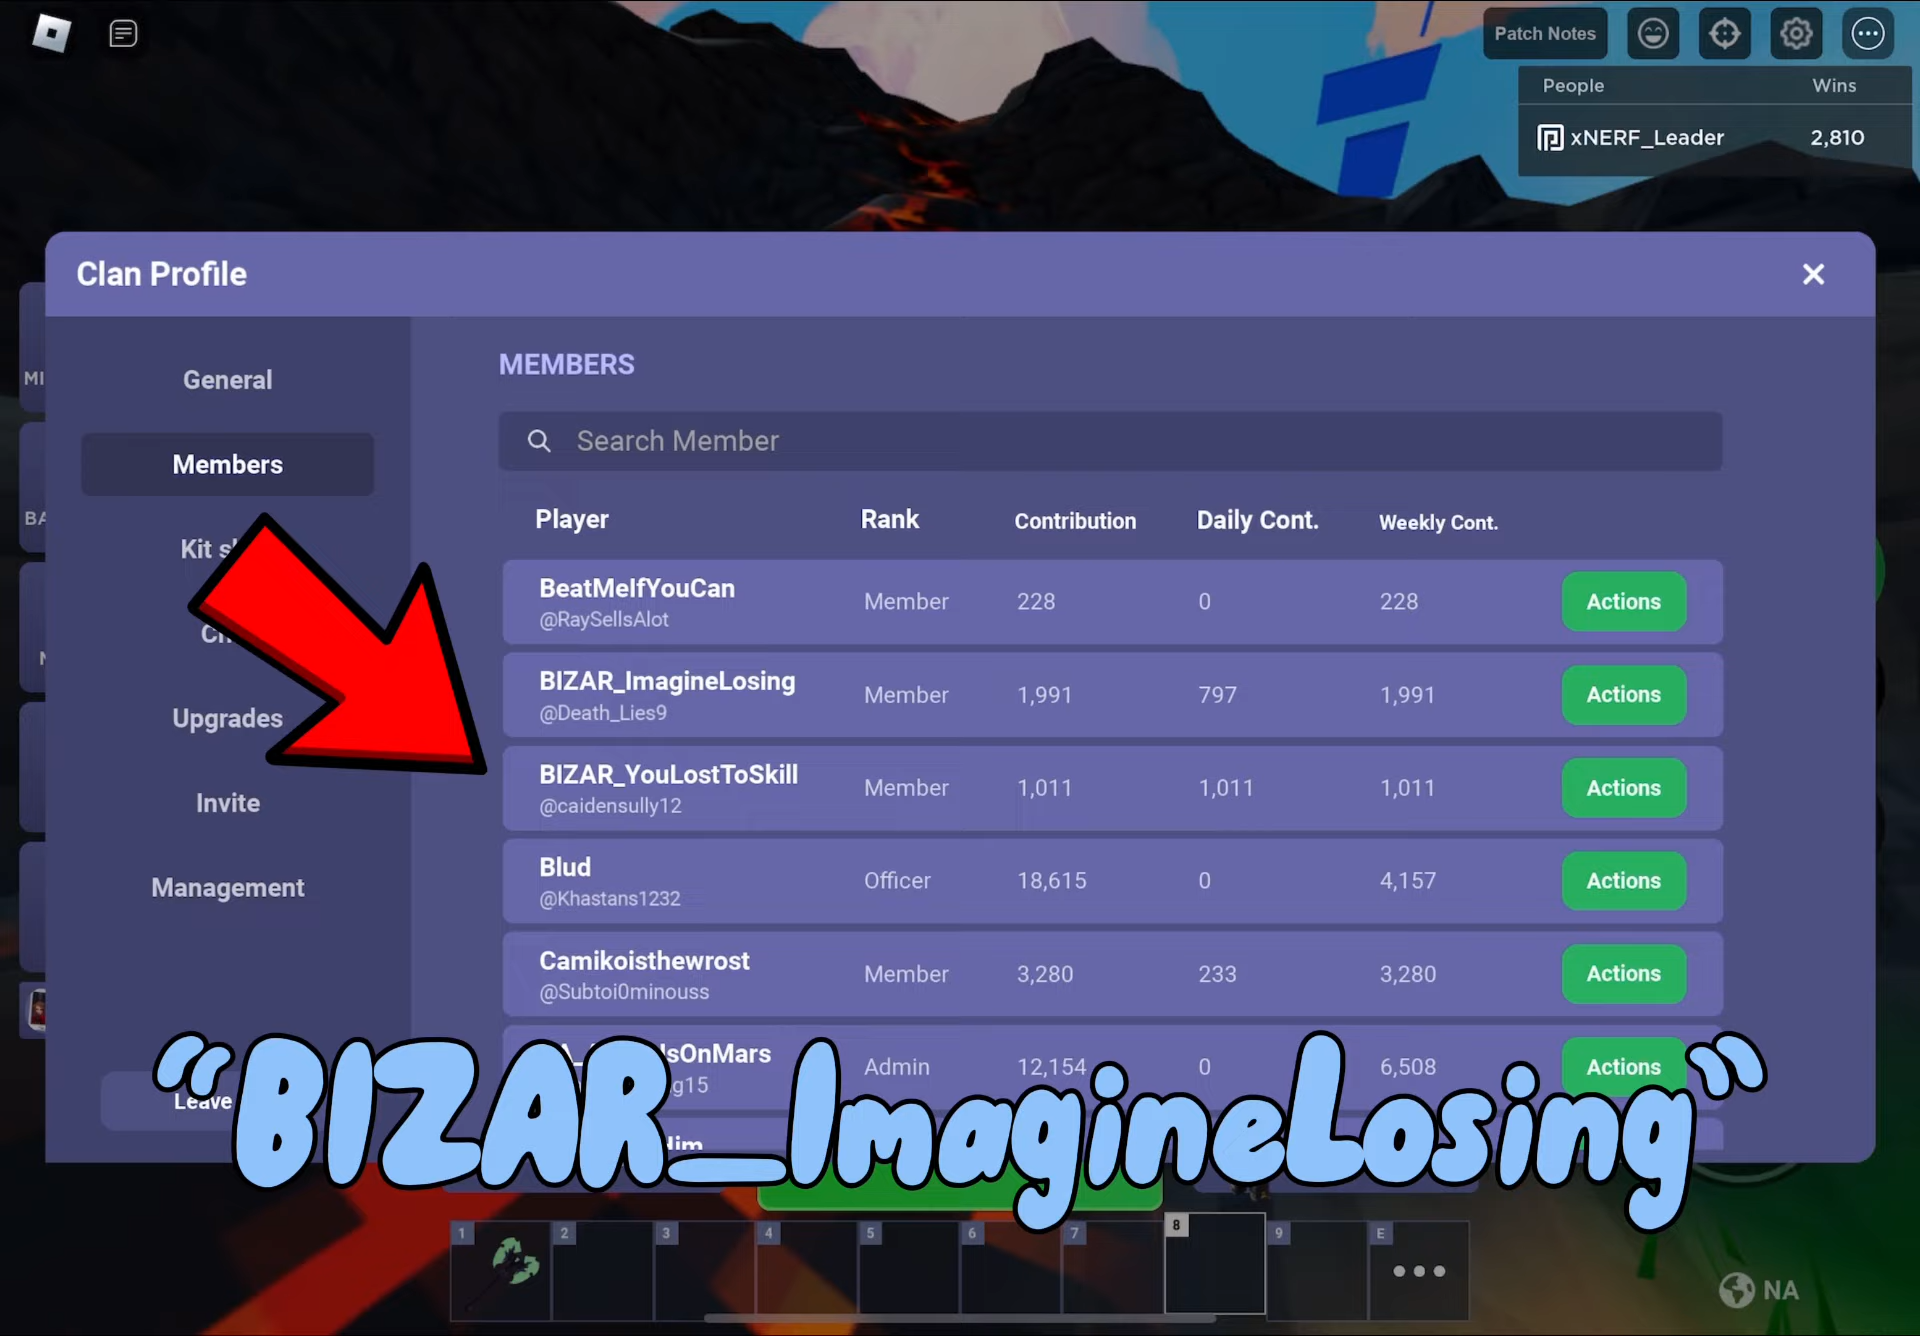 Patch Notes
People Wins
xNERF_Leader 2,810
Clan Profile
General
Members
Kit
Upgrades
Invite
Management
Leave
MEMBERS
Search Member
Player Rank Contribution Daily Cont. Weekly Cont.
BeatMeIfYouCan Member 228 0 228 Actions
@RaySellsAlot
BIZAR_ImagineLosing Member 1,991 797 1,991 Actions
@Death_Lies9
BIZAR_YouLostToSkill Member 1,011 1,011 1,011 Actions
@caidensully12
Blud Officer 18,615 0 4,157 Actions
@Khastans1232
Camikoisthewrost Member 3,280 233 3,280 Actions
@Subtoi0minouss
sOnMars Admin 12,154 0 6,508 Actions
g15
“BIZAR_ImagineLosing”
1 2 3 4 5 6 7 8 9 E
NA